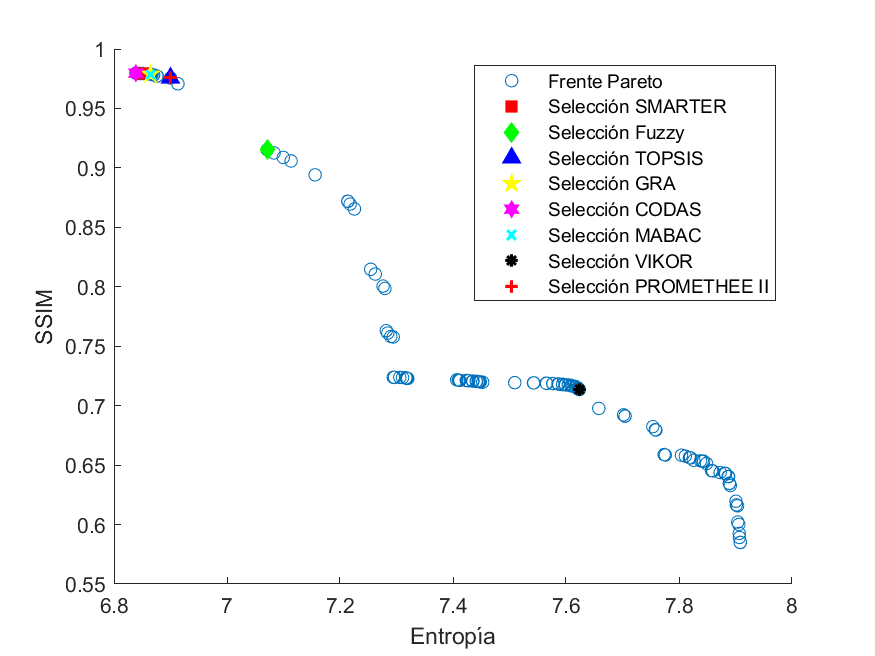 1
0.95
0.9
0.85
0.8
0.75
0.7
0.65
0.6
0.55
SSIM
6.8 7 7.2 7.4 7.6 7.8 8
Entropía
Frente Pareto
Selección SMARTER
Selección Fuzzy
Selección TOPSIS
Selección GRA
Selección CODAS
Selección MABAC
Selección VIKOR
Selección PROMETHEE II